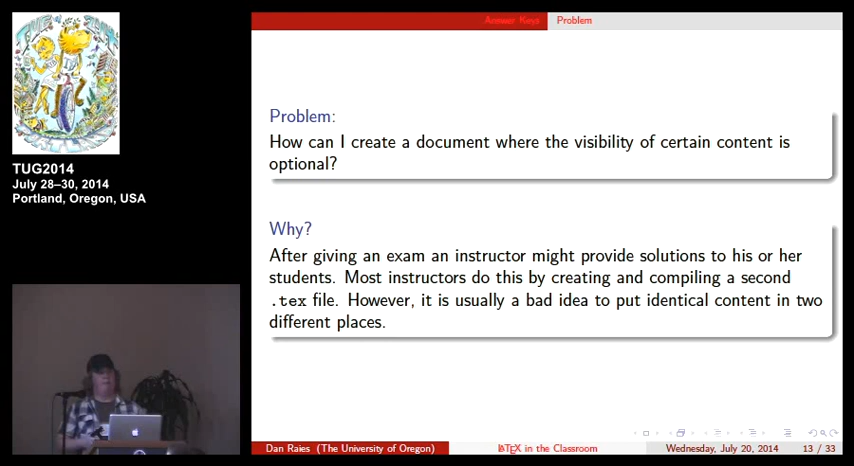 TUG2014
July 28–30, 2014
Portland, Oregon, USA
Answer Keys
Problem
Problem:
How can I create a document where the visibility of certain content is
optional?
Why?
After giving an exam an instructor might provide solutions to his or her
students. Most instructors do this by creating and compiling a second
.tex file. However, it is usually a bad idea to put identical content in two
different places.
Dan Raies (The University of Oregon)
LATEX in the Classroom
Wednesday, July 20, 2014
13 / 33